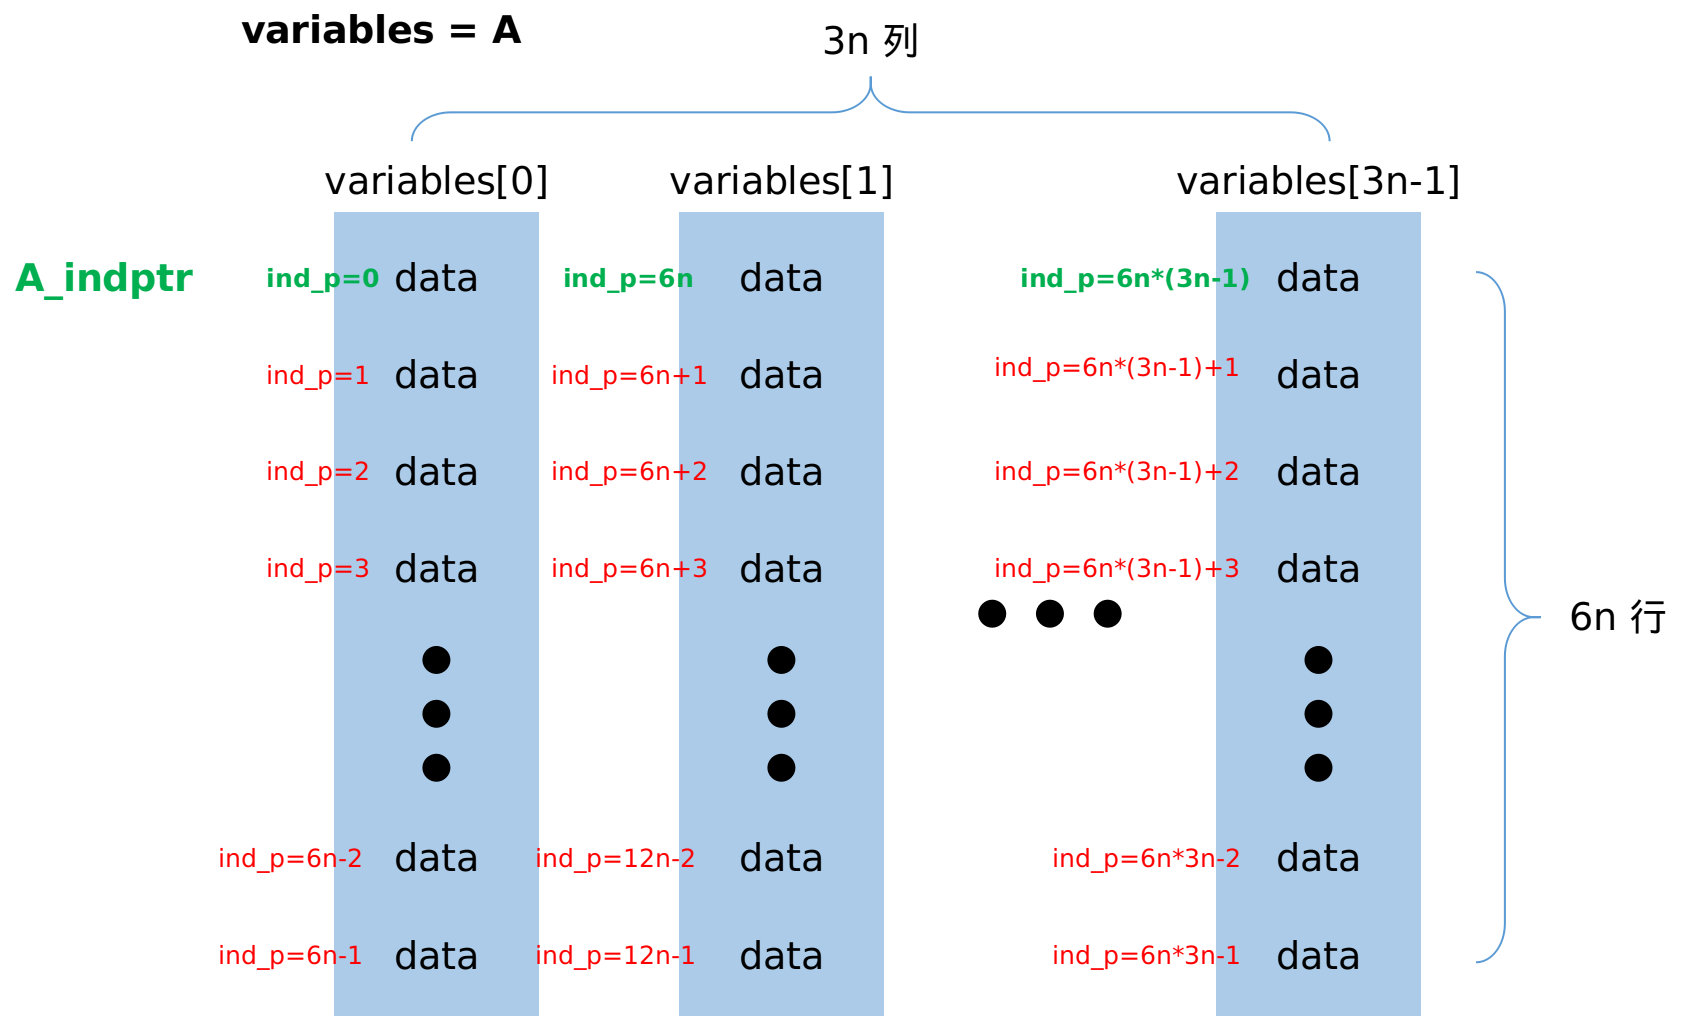 variables = A
3n 列
variables[0] variables[1] variables[3n-1]
A_indptr ind_p=0 data ind_p=6n data ind_p=6n*(3n-1) data
ind_p=1 data ind_p=6n+1 data ind_p=6n*(3n-1)+1 data
ind_p=2 data ind_p=6n+2 data ind_p=6n*(3n-1)+2 data
ind_p=3 data ind_p=6n+3 data ind_p=6n*(3n-1)+3 data
6n 行
ind_p=6n-2 data ind_p=12n-2 data ind_p=6n*3n-2 data
ind_p=6n-1 data ind_p=12n-1 data ind_p=6n*3n-1 data